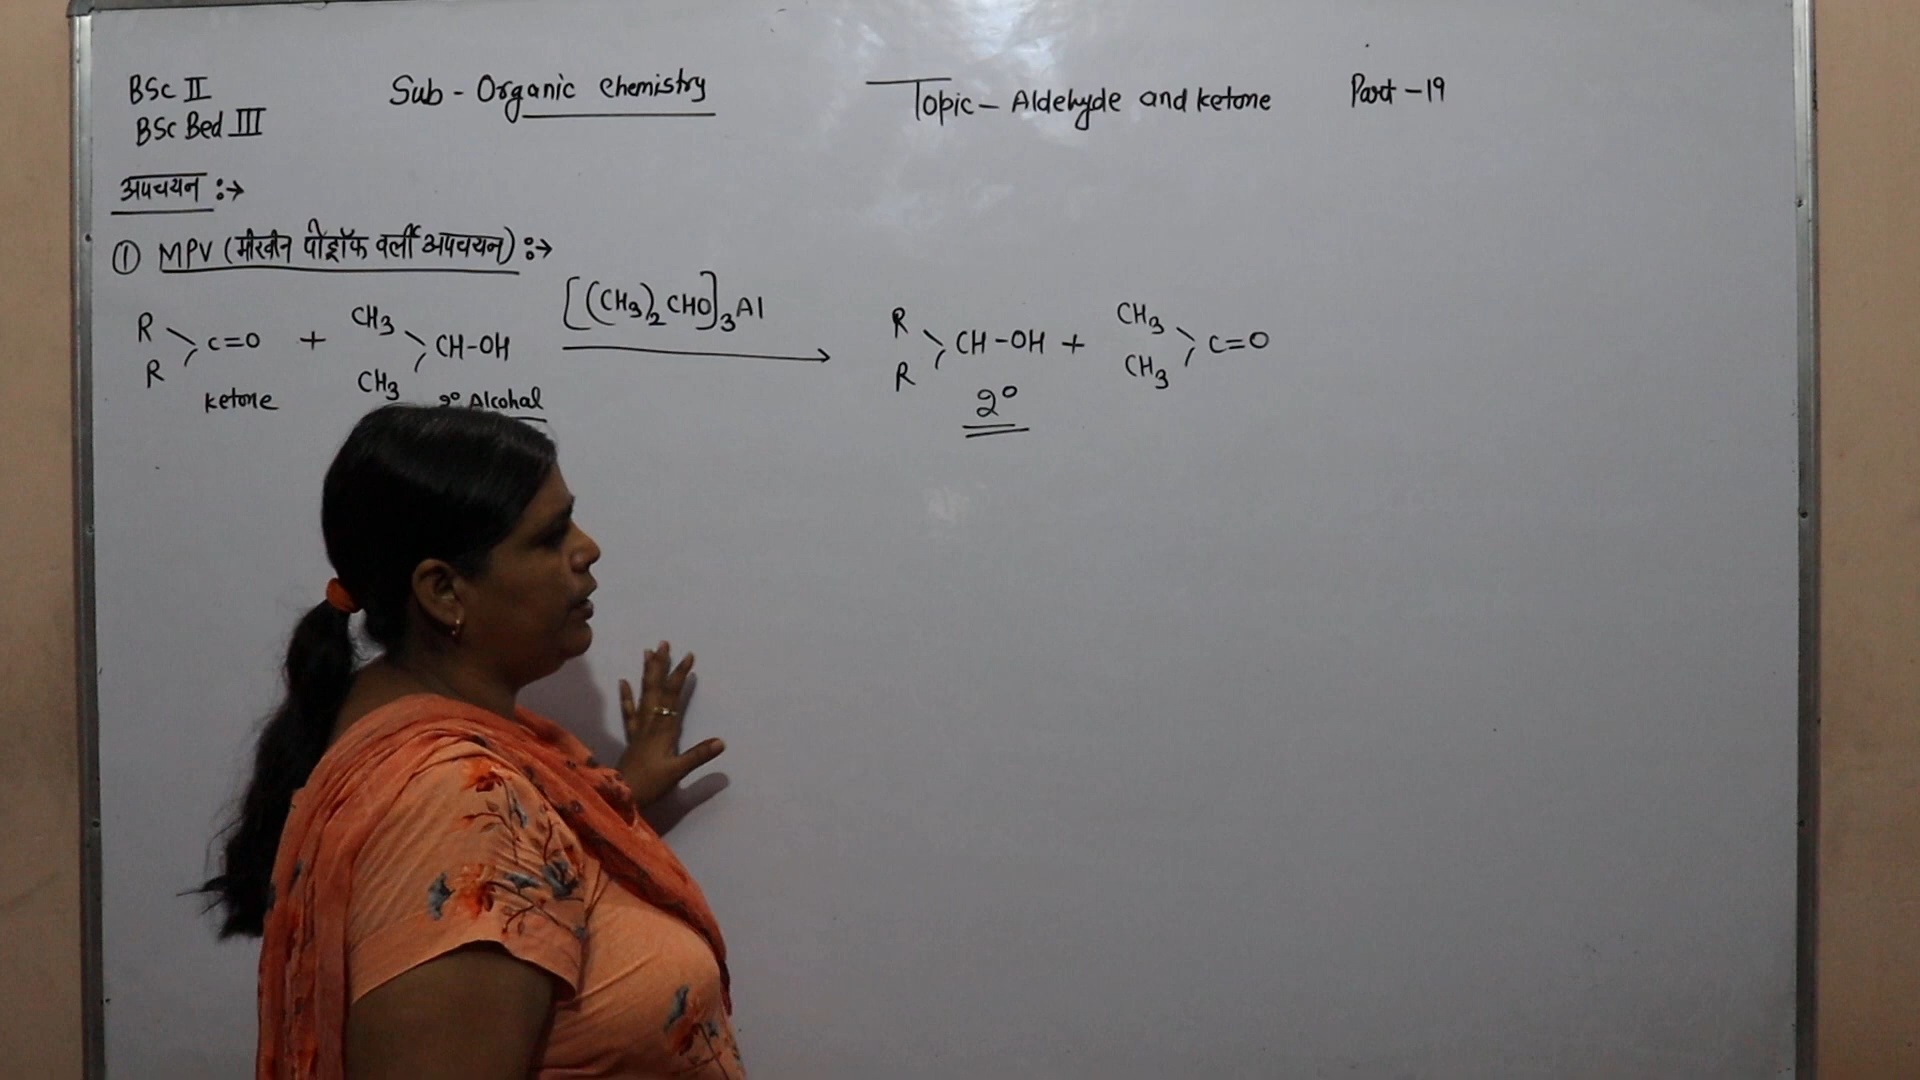 BSc II Sub - Organic chemistry Topic - Aldehyde and ketone Part - 19
BSc Bed III
अपचयन :→
① MPV (मीरवीन पोंड्रॉफ वर्ली अपचयन) :→
R CH3 [(CH3)2 CHO]3 Al R CH3
C=O + CH-OH → CH-OH + C=O
R CH3 R CH3
ketone 2° Alcohal 2°